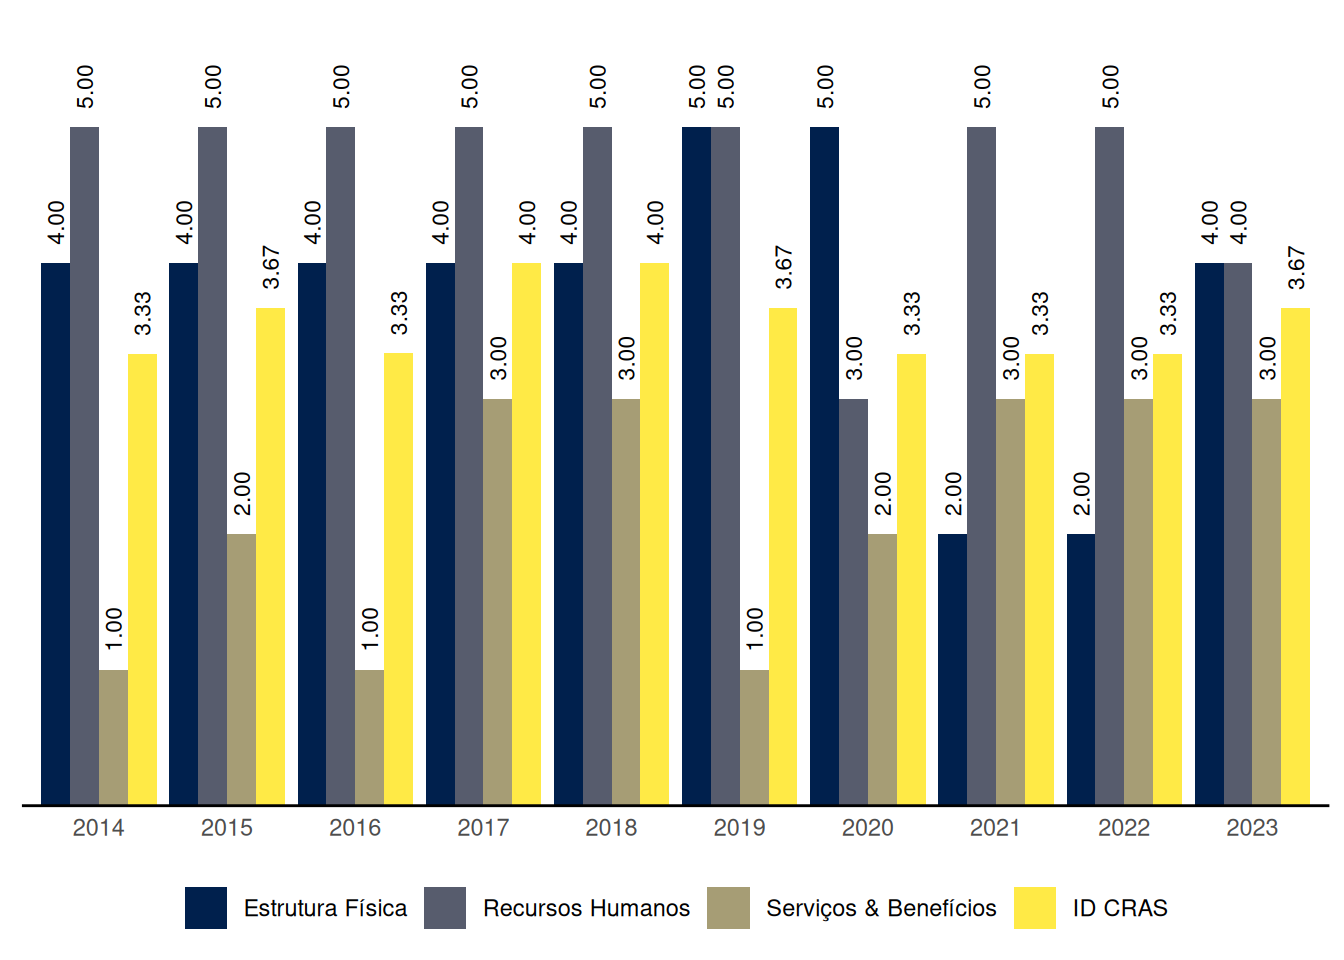 4.00 5.00 1.00 3.33
4.00 5.00 2.00 3.67
4.00 5.00 1.00 3.33
4.00 5.00 3.00 4.00
4.00 5.00 3.00 4.00
5.00 5.00 1.00 3.67
5.00 3.00 2.00 3.33
2.00 5.00 3.00 3.33
2.00 5.00 3.00 3.33
4.00 4.00 3.00 3.67
2014 2015 2016 2017 2018 2019 2020 2021 2022 2023
Estrutura Física Recursos Humanos Serviços & Benefícios ID CRAS